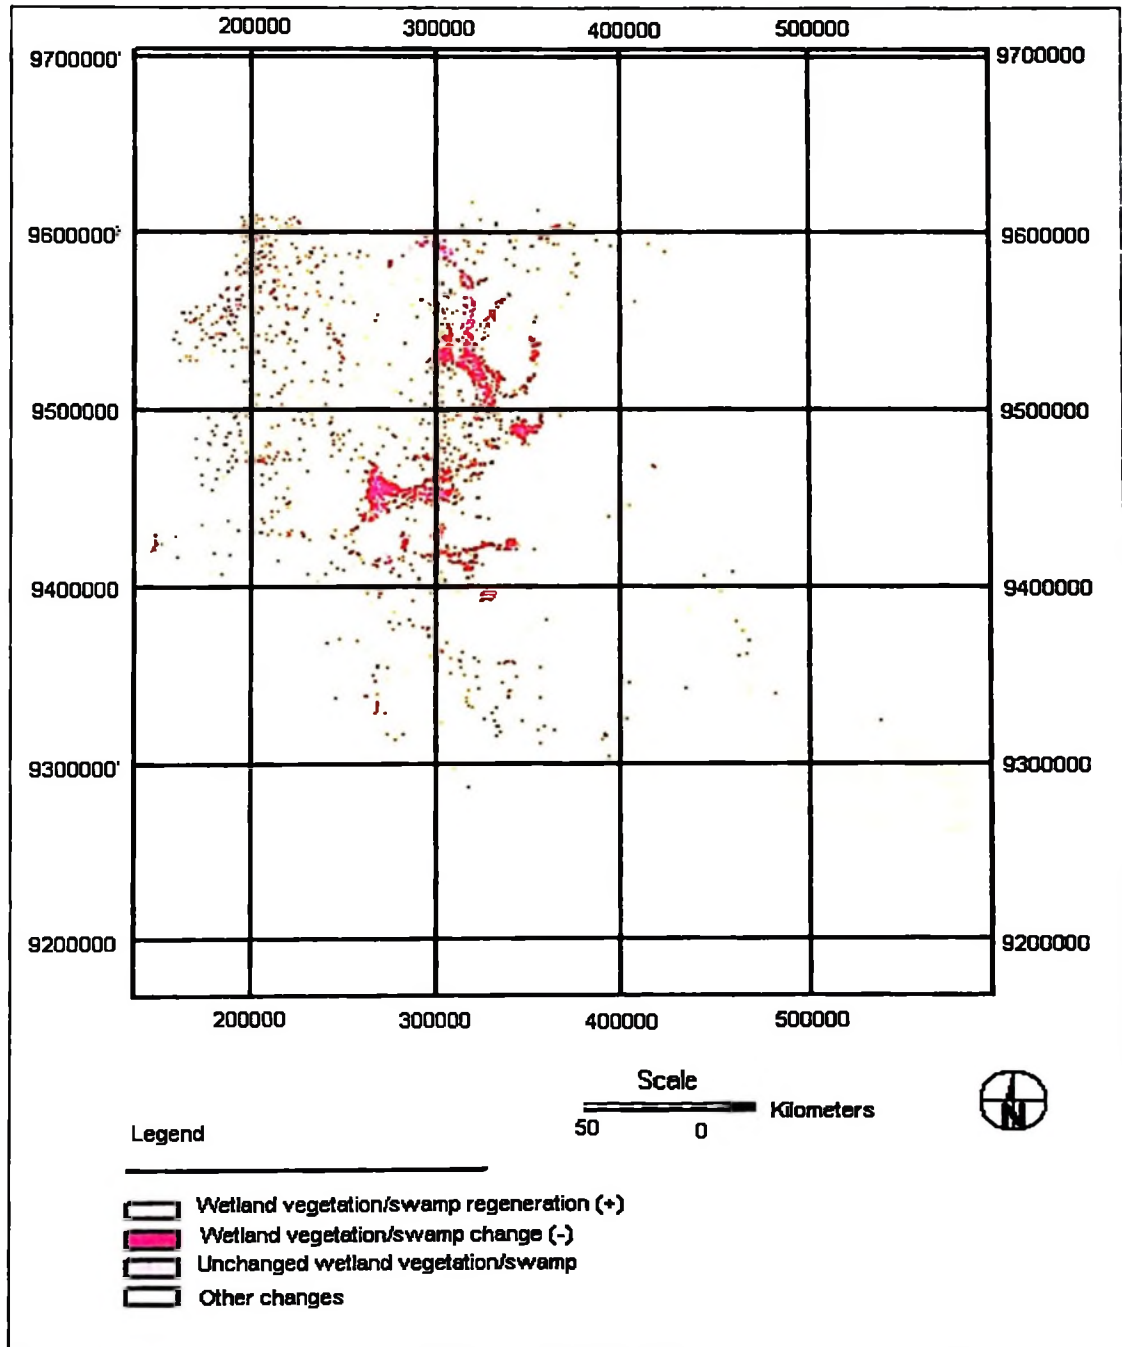 200000 300000 400000 500000
9700000' 9700000
9600000 9600000
9500000 9500000
9400000 9400000
9300000' 9300000
9200000 9200000
200000 300000 400000 500000
Scale
Kilometers
50 0
N
Legend
Wetland vegetation/swamp regeneration (+)
Wetland vegetation/swamp change (-)
Unchanged wetland vegetation/swamp
Other changes